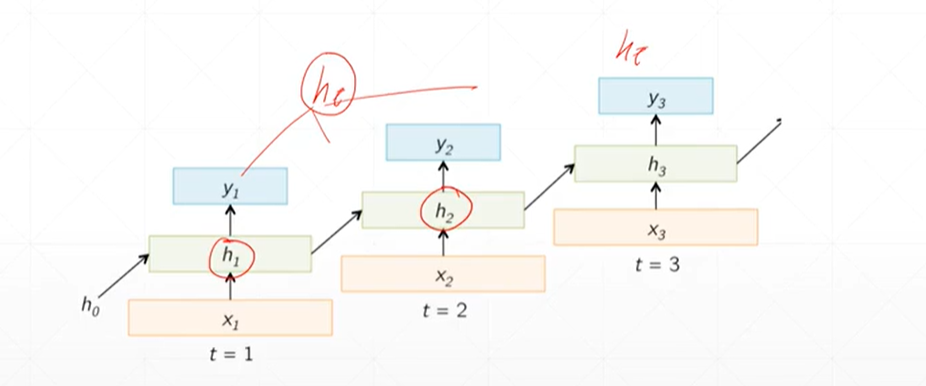 h_t
h_t
y_3
y_2
h_3
y_1
h_2
x_3
h_1
t = 3
x_2
h_0
t = 2
x_1
t = 1